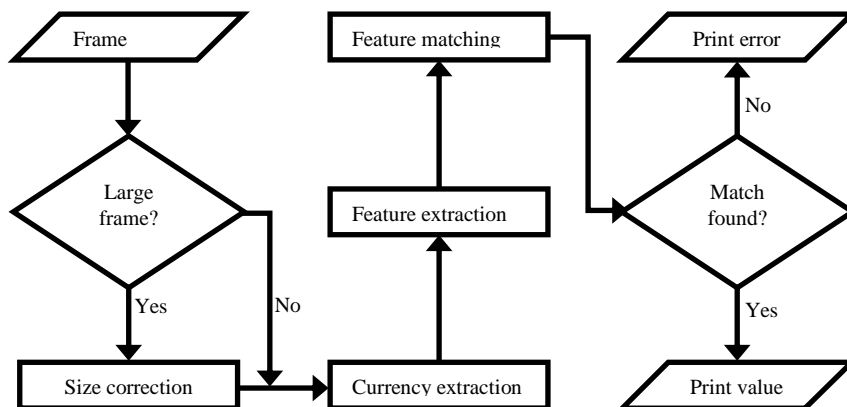 Frame
Large
frame?
Yes
No
Size correction
Currency extraction
Feature extraction
Feature matching
Match
found?
No
Print error
Yes
Print value